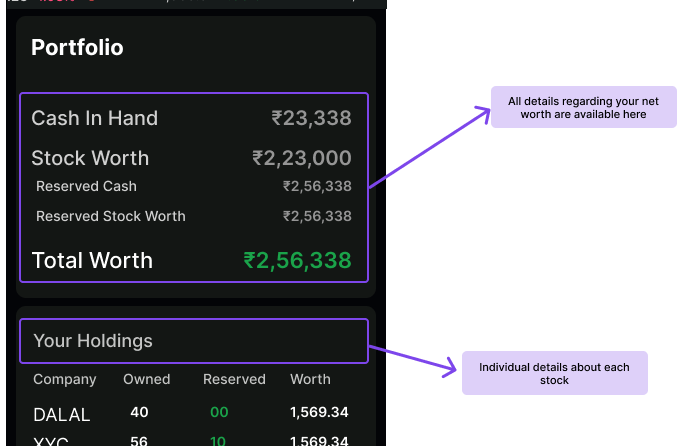 Portfolio
Cash In Hand ₹23,338
All details regarding your net
worth are available here
Stock Worth ₹2,23,000
Reserved Cash ₹2,56,338
Reserved Stock Worth ₹2,56,338
Total Worth ₹2,56,338
Your Holdings
Individual details about each
stock
Company Owned Reserved Worth
DALAL 40 00 1,569.34
XYC 56 10 1,569.34